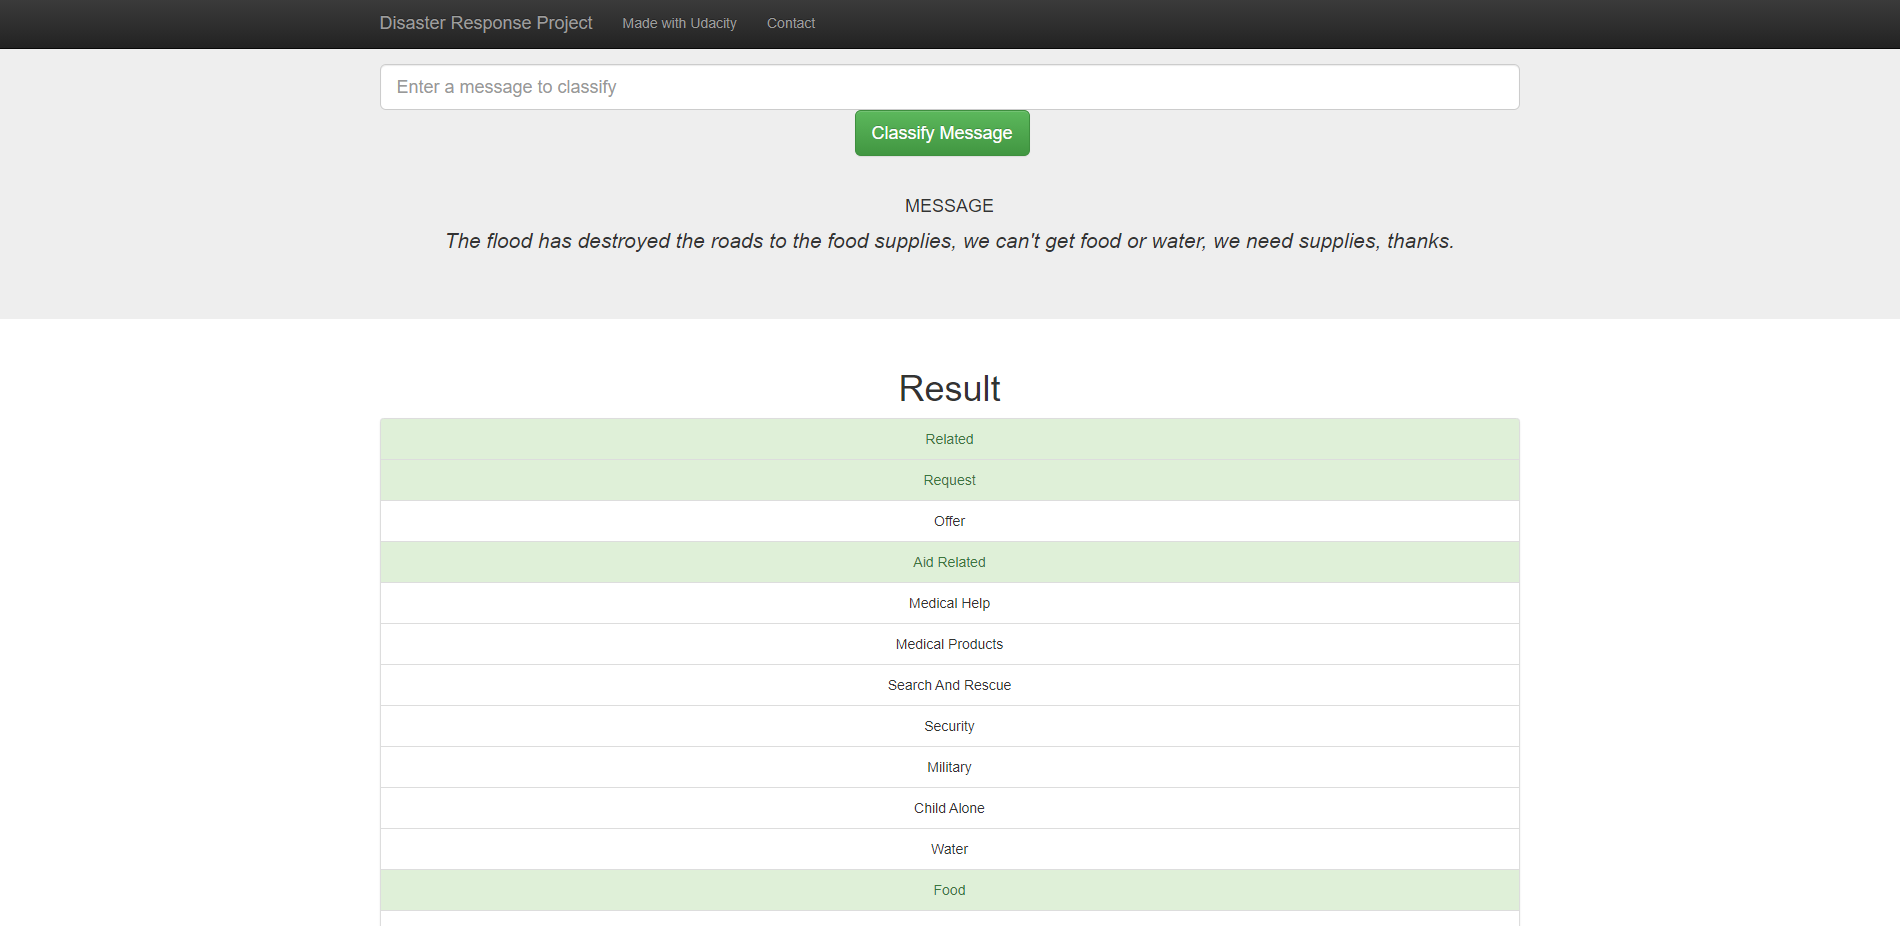 Disaster Response Project Made with Udacity Contact
Enter a message to classify
Classify Message
MESSAGE
The flood has destroyed the roads to the food supplies, we can't get food or water, we need supplies, thanks.
Result
Related
Request
Offer
Aid Related
Medical Help
Medical Products
Search And Rescue
Security
Military
Child Alone
Water
Food